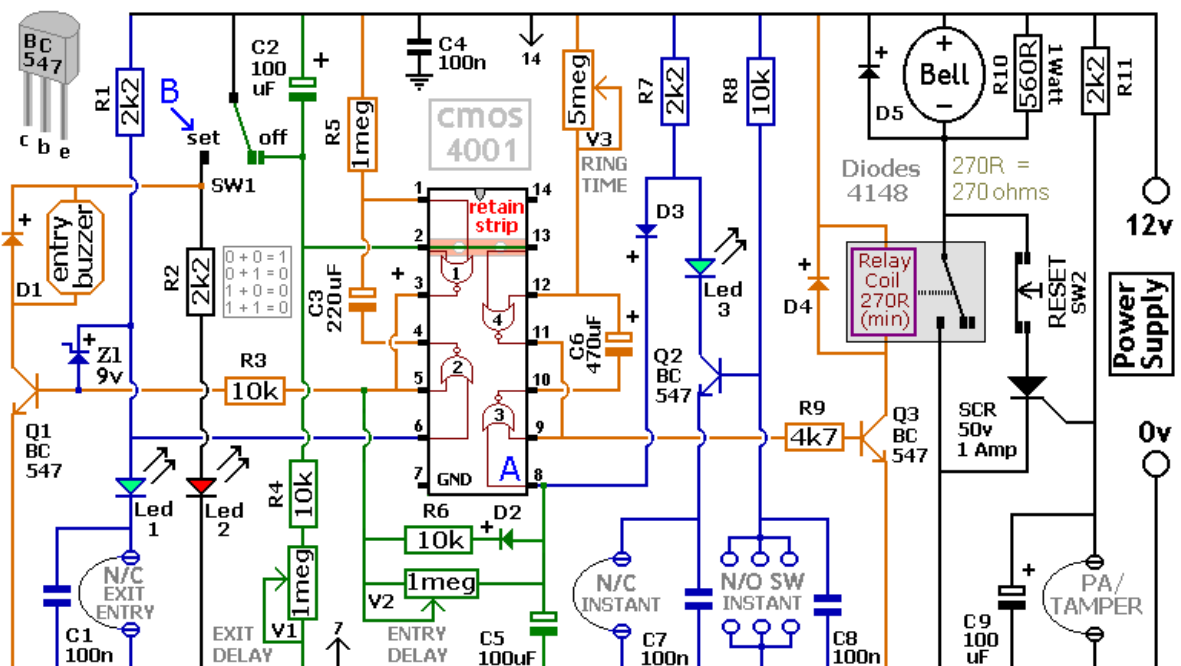 BC
547
c b e
R1
2k2
B
set
off
SW1
C2
100
uF
+
R5
1meg
C4
100n
14
cmos
4001
5meg
V3
RING
TIME
R7
2k2
R8
10k
+
D5
+
Bell
−
R10
560R
1 Watt
2k2
R11
Diodes
4148
270R =
270 ohms
12v
+
D1
entry
buzzer
R2
2k2
0 + 0 = 1
0 + 1 = 0
1 + 0 = 0
1 + 1 = 0
C3
220uF
+
1
2
3
4
5
6
7
GND
retain
strip
14
13
12
11
10
9
8
1
2
3
4
A
C6
470uF
+
D3
+
Led
3
+
D4
Relay
Coil
270R
(min)
RESET
SW2
Power
Supply
Z1
9v
+
R3
10k
Q1
BC
547
Q2
BC
547
R9
4k7
Q3
BC
547
SCR
50v
1 Amp
0v
Led
1
Led
2
R4
10k
R6
10k
+
D2
1meg
V2
1meg
V1
N/C
EXIT
ENTRY
C1
100n
EXIT
DELAY
7
ENTRY
DELAY
C5
100uF
N/C
INSTANT
C7
100n
N/O SW
INSTANT
C8
100n
+
C9
100
uF
PA/
TAMPER